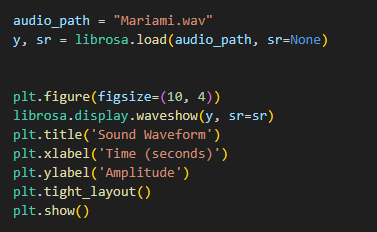 audio_path = "Mariami.wav"
y, sr = librosa.load(audio_path, sr=None)
plt.figure(figsize=(10, 4))
librosa.display.waveshow(y, sr=sr)
plt.title('Sound Waveform')
plt.xlabel('Time (seconds)')
plt.ylabel('Amplitude')
plt.tight_layout()
plt.show()